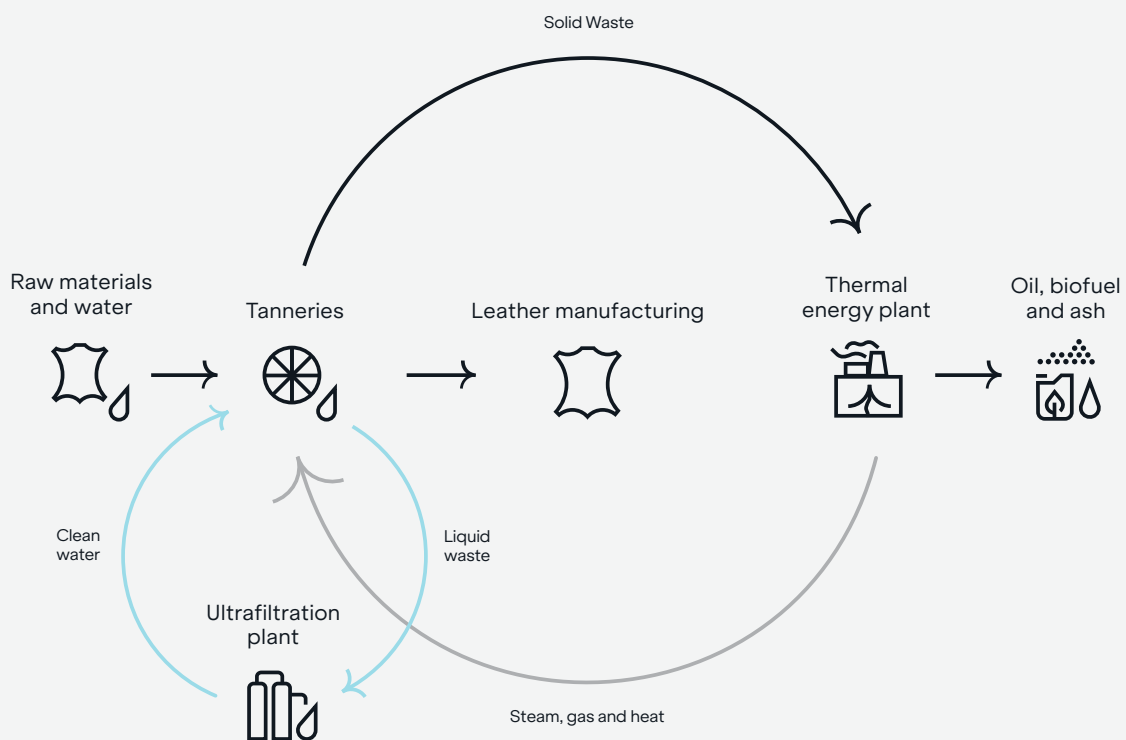 Solid Waste
Raw materials
and water
Tanneries
Leather manufacturing
Thermal
energy plant
Oil, biofuel
and ash
Clean
water
Liquid
waste
Ultrafiltration
plant
Steam, gas and heat